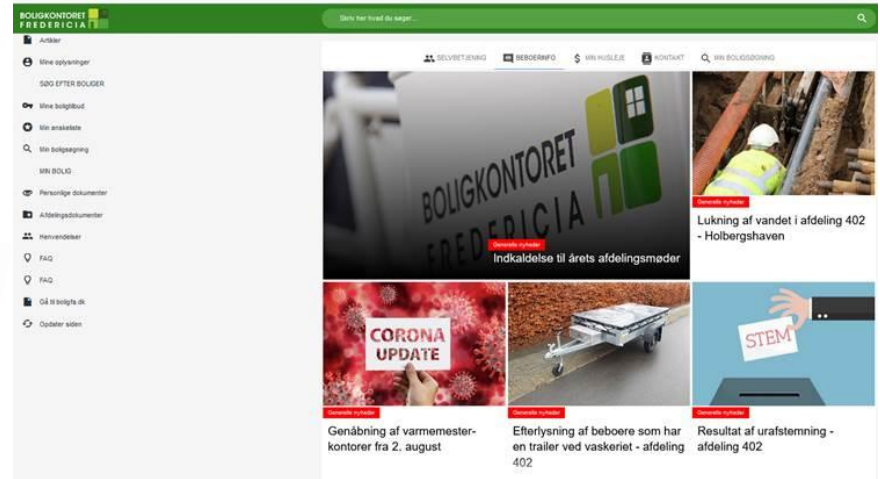 BOLIGKONTORET
FREDERICIA
Skriv her hvad du søger...
Artikler
Mine oplysninger
SØG EFTER BOLIGER
Mine boligtilbud
Min ønskeliste
Min boligsøgning
MIN BOLIG
Personlige dokumenter
Afdelingsdokumenter
Henvendelser
FAQ
FAQ
Gå til boligfa.dk
Opdater siden
SELVBETJENING
BEBOERINFO
MIN HUSLEJE
KONTAKT
MIN BOLIGSØGNING
BOLIGKONTORET
FREDERICIA
Generelle nyheder
Indkaldelse til årets afdelingsmøder
Generelle nyheder
Lukning af vandet i afdeling 402
- Holbergshaven
CORONA
UPDATE
Generelle nyheder
Genåbning af varmemester-
kontorer fra 2. august
Generelle nyheder
Efterlysning af beboere som har
en trailer ved vaskeriet - afdeling
402
STEM
Generelle nyheder
Resultat af urafstemning -
afdeling 402